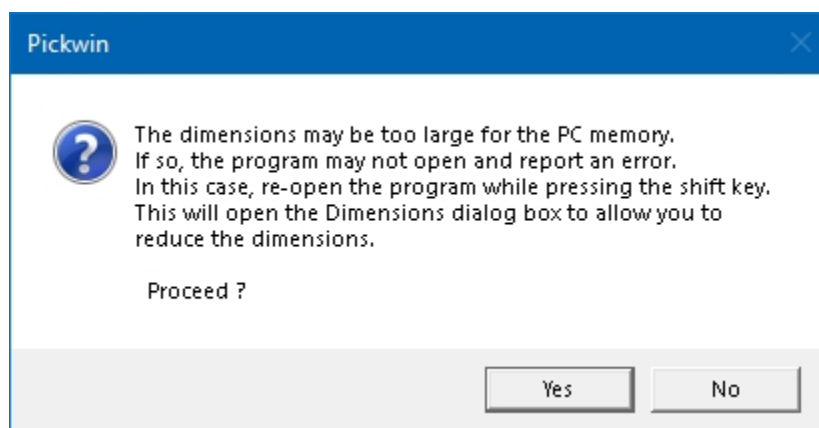 Pickwin
The dimensions may be too large for the PC memory.
If so, the program may not open and report an error.
In this case, re-open the program while pressing the shift key.
This will open the Dimensions dialog box to allow you to
reduce the dimensions.
Proceed ?
Yes
No